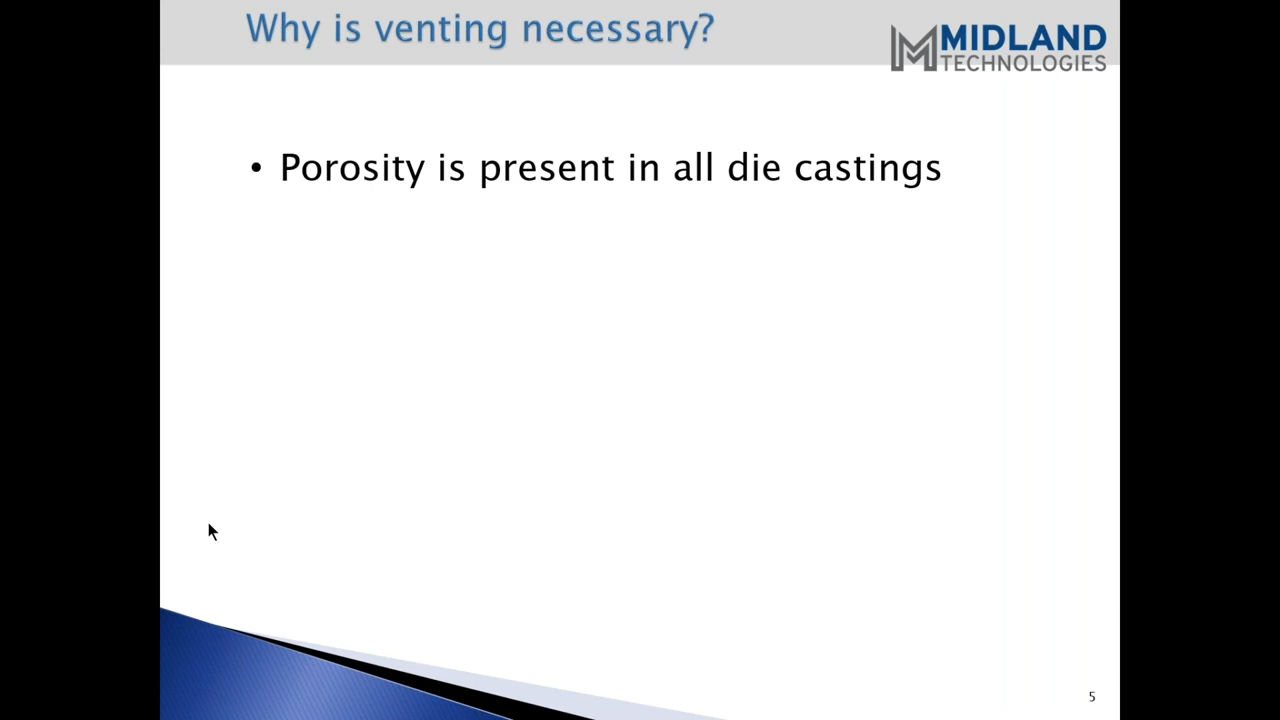 Why is venting necessary?
MIDLAND
TECHNOLOGIES
• Porosity is present in all die castings
5